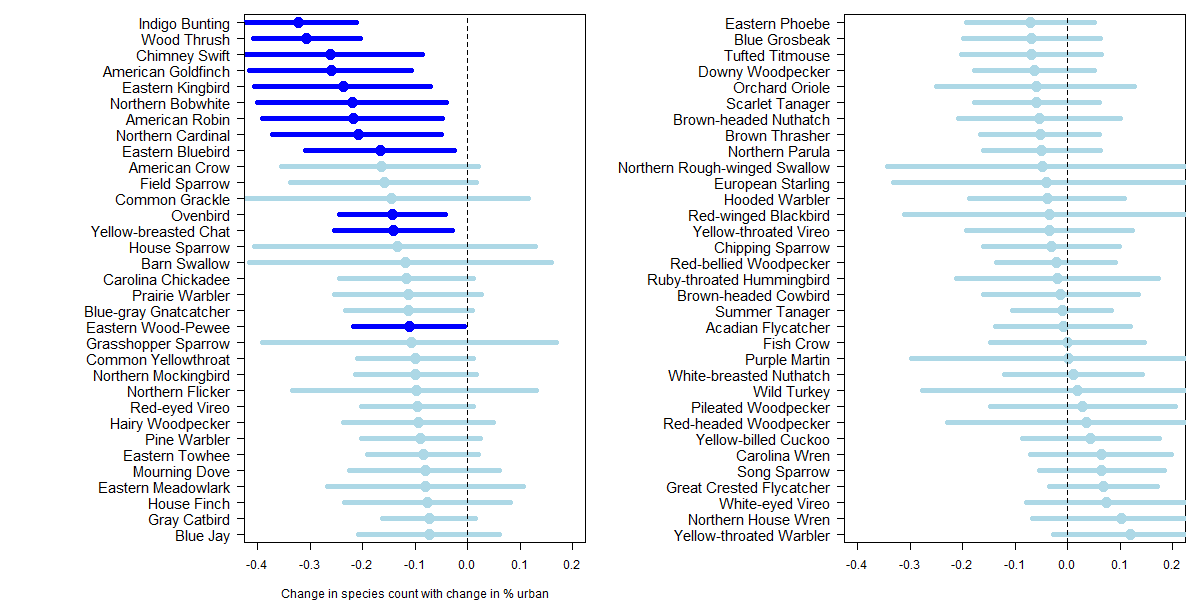 Indigo Bunting
Wood Thrush
Chimney Swift
American Goldfinch
Eastern Kingbird
Northern Bobwhite
American Robin
Northern Cardinal
Eastern Bluebird
American Crow
Field Sparrow
Common Grackle
Ovenbird
Yellow-breasted Chat
House Sparrow
Barn Swallow
Carolina Chickadee
Prairie Warbler
Blue-gray Gnatcatcher
Eastern Wood-Pewee
Grasshopper Sparrow
Common Yellowthroat
Northern Mockingbird
Northern Flicker
Red-eyed Vireo
Hairy Woodpecker
Pine Warbler
Eastern Towhee
Mourning Dove
Eastern Meadowlark
House Finch
Gray Catbird
Blue Jay
-0.4 -0.3 -0.2 -0.1 0.0 0.1 0.2
Change in species count with change in % urban
Eastern Phoebe
Blue Grosbeak
Tufted Titmouse
Downy Woodpecker
Orchard Oriole
Scarlet Tanager
Brown-headed Nuthatch
Brown Thrasher
Northern Parula
Northern Rough-winged Swallow
European Starling
Hooded Warbler
Red-winged Blackbird
Yellow-throated Vireo
Chipping Sparrow
Red-bellied Woodpecker
Ruby-throated Hummingbird
Brown-headed Cowbird
Summer Tanager
Acadian Flycatcher
Fish Crow
Purple Martin
White-breasted Nuthatch
Wild Turkey
Pileated Woodpecker
Red-headed Woodpecker
Yellow-billed Cuckoo
Carolina Wren
Song Sparrow
Great Crested Flycatcher
White-eyed Vireo
Northern House Wren
Yellow-throated Warbler
-0.4 -0.3 -0.2 -0.1 0.0 0.1 0.2